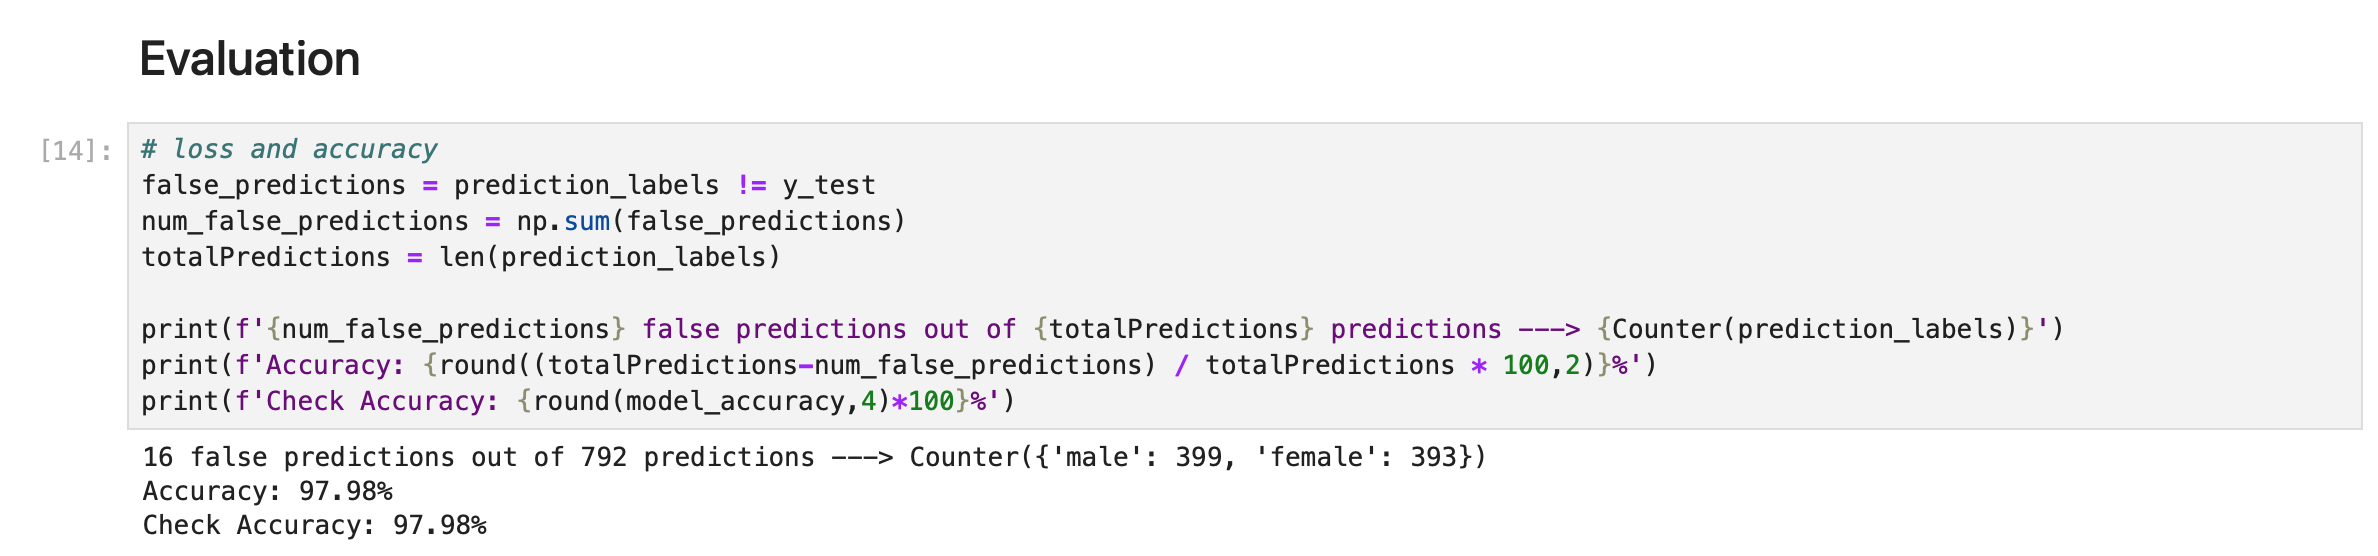 Evaluation
[14]:
# loss and accuracy
false_predictions = prediction_labels != y_test
num_false_predictions = np.sum(false_predictions)
totalPredictions = len(prediction_labels)
print(f'{num_false_predictions} false predictions out of {totalPredictions} predictions ---> {Counter(prediction_labels)}')
print(f'Accuracy: {round((totalPredictions-num_false_predictions) / totalPredictions * 100,2)}%')
print(f'Check Accuracy: {round(model_accuracy,4)*100}%')
16 false predictions out of 792 predictions ---> Counter({'male': 399, 'female': 393})
Accuracy: 97.98%
Check Accuracy: 97.98%